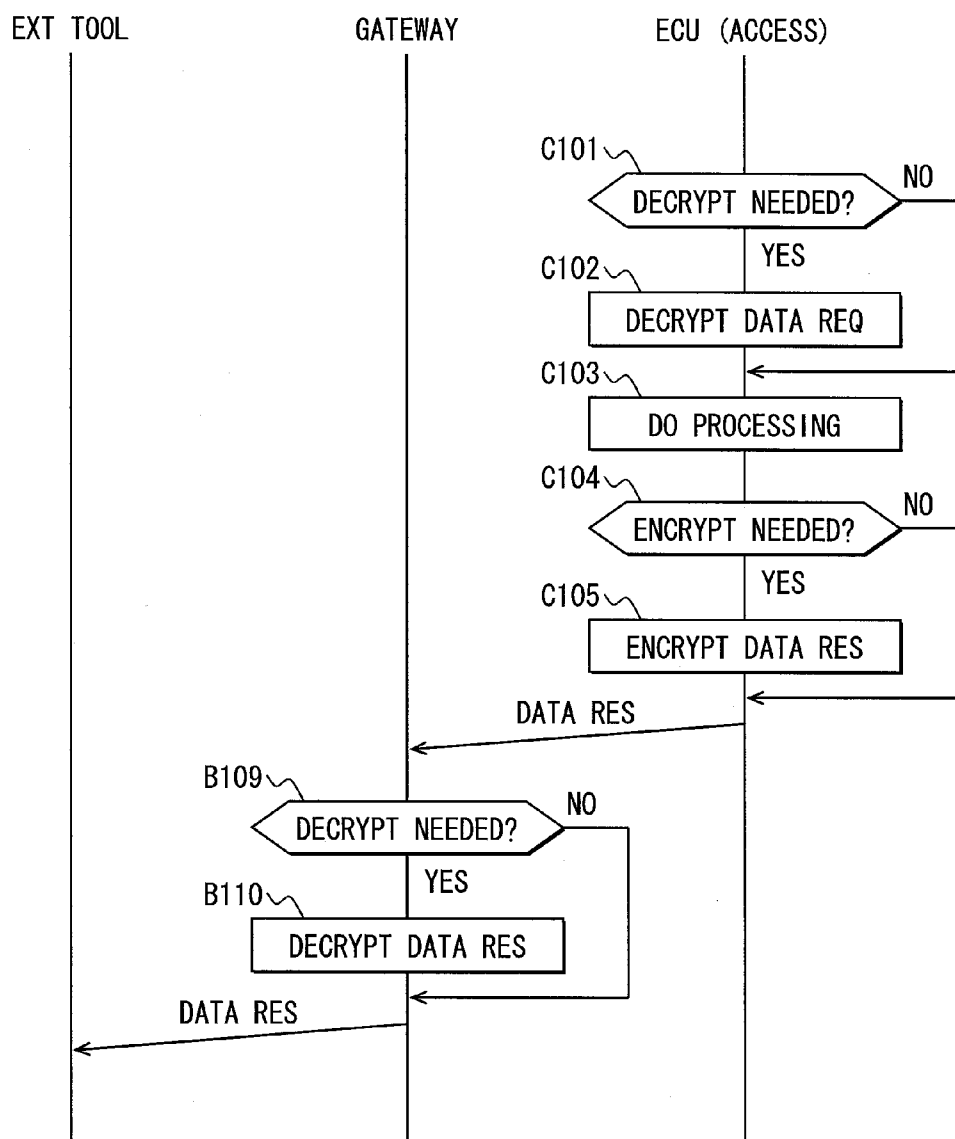 EXT TOOL
GATEWAY
ECU (ACCESS)
C101
DECRYPT NEEDED?
NO
YES
C102
DECRYPT DATA REQ
C103
DO PROCESSING
C104
ENCRYPT NEEDED?
NO
YES
C105
ENCRYPT DATA RES
DATA RES
B109
DECRYPT NEEDED?
NO
YES
B110
DECRYPT DATA RES
DATA RES